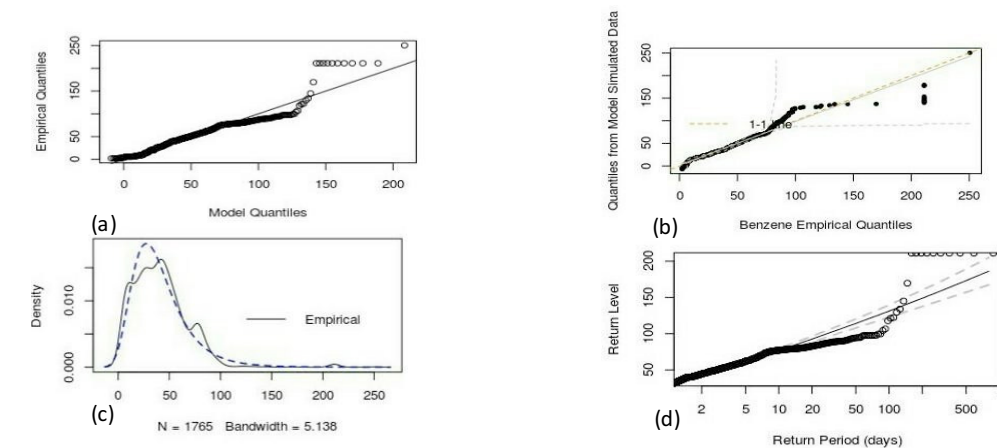 Empirical Quantiles
0 50 150 250
0 50 100 150 200
Model Quantiles
(a)
Quantiles from Model Simulated Data
0 50 150 250
1-1 line
0 50 100 150 200 250
Benzene Empirical Quantiles
(b)
Density
0.000 0.010
Empirical
0 50 100 150 200 250
(c)
N = 1765 Bandwidth = 5.138
Return Level
50 100 150 200
2 5 10 20 50 100 500
(d)
Return Period (days)